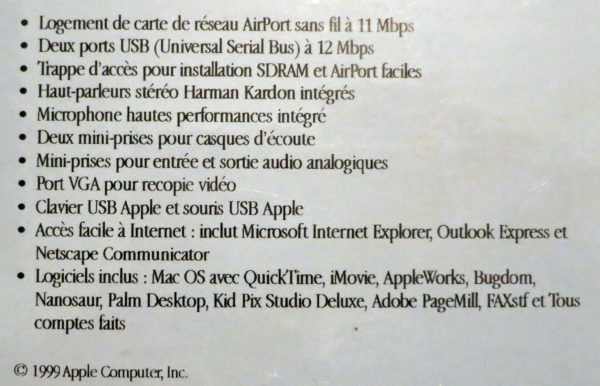 • Logement de carte de réseau AirPort sans fil à 11 Mbps
• Deux ports USB (Universal Serial Bus) à 12 Mbps
• Trappe d'accès pour installation SDRAM et AirPort faciles
• Haut-parleurs stéréo Harman Kardon intégrés
• Microphone hautes performances intégré
• Deux mini-prises pour casques d'écoute
• Mini-prises pour entrée et sortie audio analogiques
• Port VGA pour recopie vidéo
• Clavier USB Apple et souris USB Apple
• Accès facile à Internet : inclut Microsoft Internet Explorer, Outlook Express et
Netscape Communicator
• Logiciels inclus : Mac OS avec QuickTime, iMovie, AppleWorks, Bugdom,
Nanosaur, Palm Desktop, Kid Pix Studio Deluxe, Adobe PageMill, FAXstf et Tous
comptes faits
© 1999 Apple Computer, Inc.